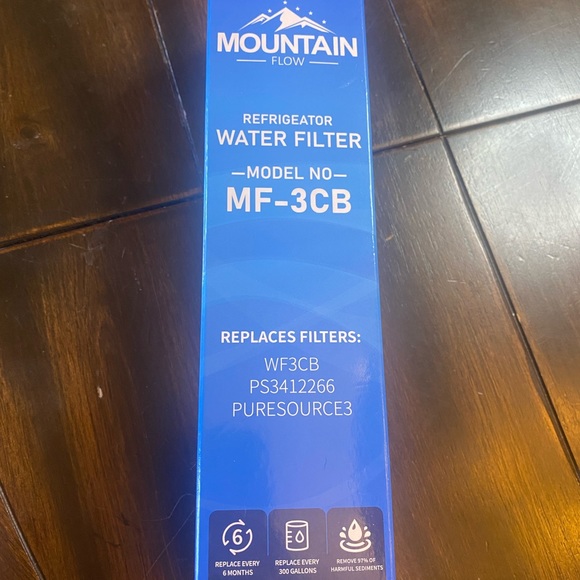 MOUNTAIN
FLOW
REFRIGEATOR
WATER FILTER
—MODEL NO—
MF-3CB
REPLACES FILTERS:
WF3CB
PS3412266
PURESOURCE3
6
REPLACE EVERY
6 MONTHS
REPLACE EVERY
300 GALLONS
REMOVE 97% OF
HARMFUL SEDIMENTS